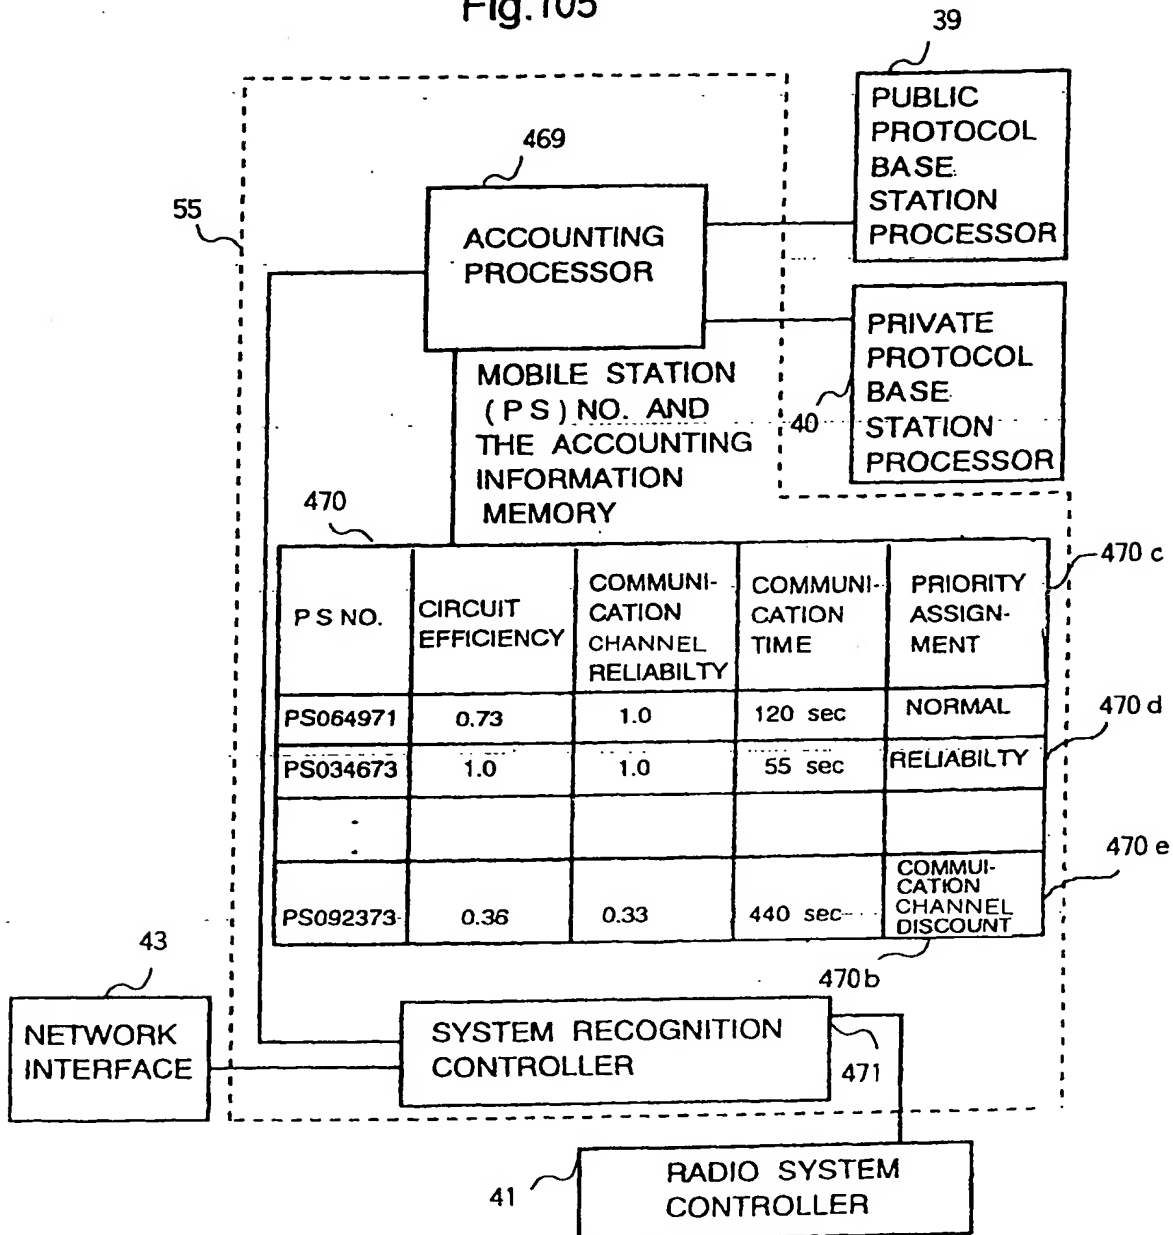 Fig.105
39
PUBLIC
PROTOCOL
BASE
STATION
PROCESSOR
469
55
ACCOUNTING
PROCESSOR
PRIVATE
PROTOCOL
BASE
STATION
PROCESSOR
40
MOBILE STATION
(PS) NO. AND
THE ACCOUNTING
INFORMATION
MEMORY
470
470 c
PS NO.
CIRCUIT
EFFICIENCY
COMMUNI-
CATION
CHANNEL
RELIABILTY
COMMUNI-
CATION
TIME
PRIORITY
ASSIGN-
MENT
PS064971 0.73 1.0 120 sec NORMAL
470 d
PS034673 1.0 1.0 55 sec RELIABILTY
470 e
PS092373 0.36 0.33 440 sec
COMMUI-
CATION
CHANNEL
DISCOUNT
470b
43
NETWORK
INTERFACE
SYSTEM RECOGNITION
CONTROLLER
471
41
RADIO SYSTEM
CONTROLLER